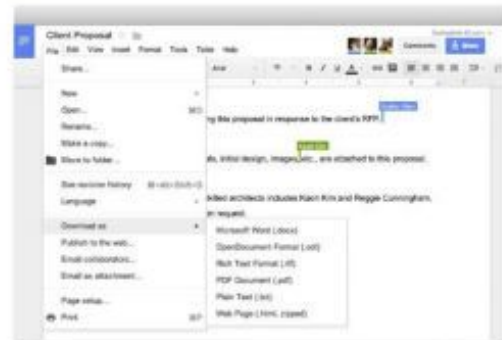 Client Proposal
File Edit View Insert Format Tools Table Help
Comments Share
Share...
New
Open... ⌘O
Rename...
Make a copy...
Move to folder...
See revision history
Language
Download as
Publish to the web...
Email collaborators...
Email as attachment...
Page setup...
Print ⌘P
Microsoft Word (.docx)
OpenDocument Format (.odt)
Rich Text Format (.rtf)
PDF Document (.pdf)
Plain Text (.txt)
Web Page (.html, zipped)
ng this proposal in response to the client's RFP.
initial design, images, etc., are attached to this proposal.
killed architects includes Kaori Kim and Reggie Cunningham.
on request.